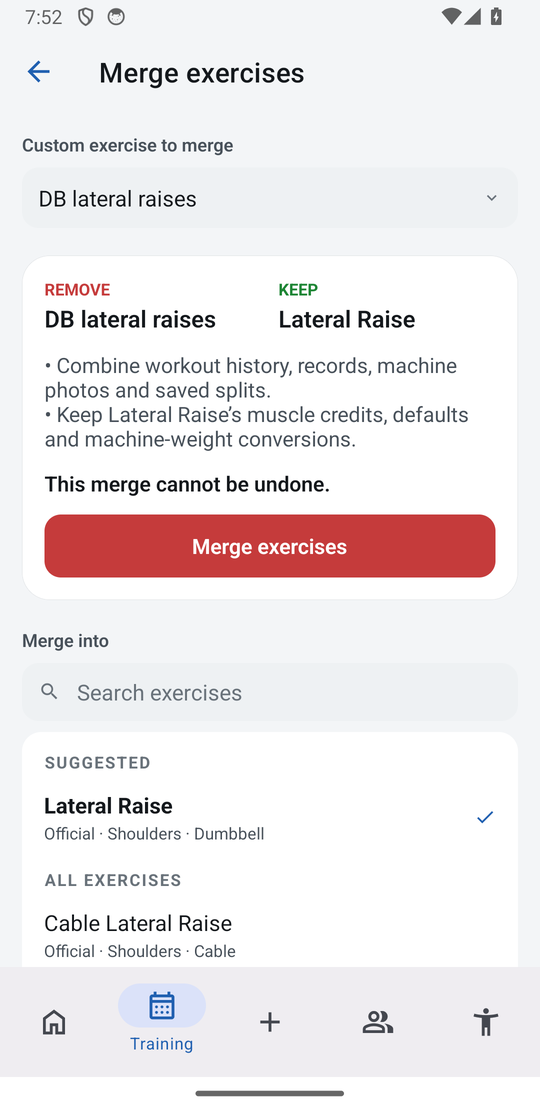 7:52
Merge exercises
Custom exercise to merge
DB lateral raises
REMOVE
DB lateral raises
KEEP
Lateral Raise
• Combine workout history, records, machine
photos and saved splits.
• Keep Lateral Raise's muscle credits, defaults
and machine-weight conversions.
This merge cannot be undone.
Merge exercises
Merge into
Search exercises
SUGGESTED
Lateral Raise
Official · Shoulders · Dumbbell
ALL EXERCISES
Cable Lateral Raise
Official · Shoulders · Cable
Training